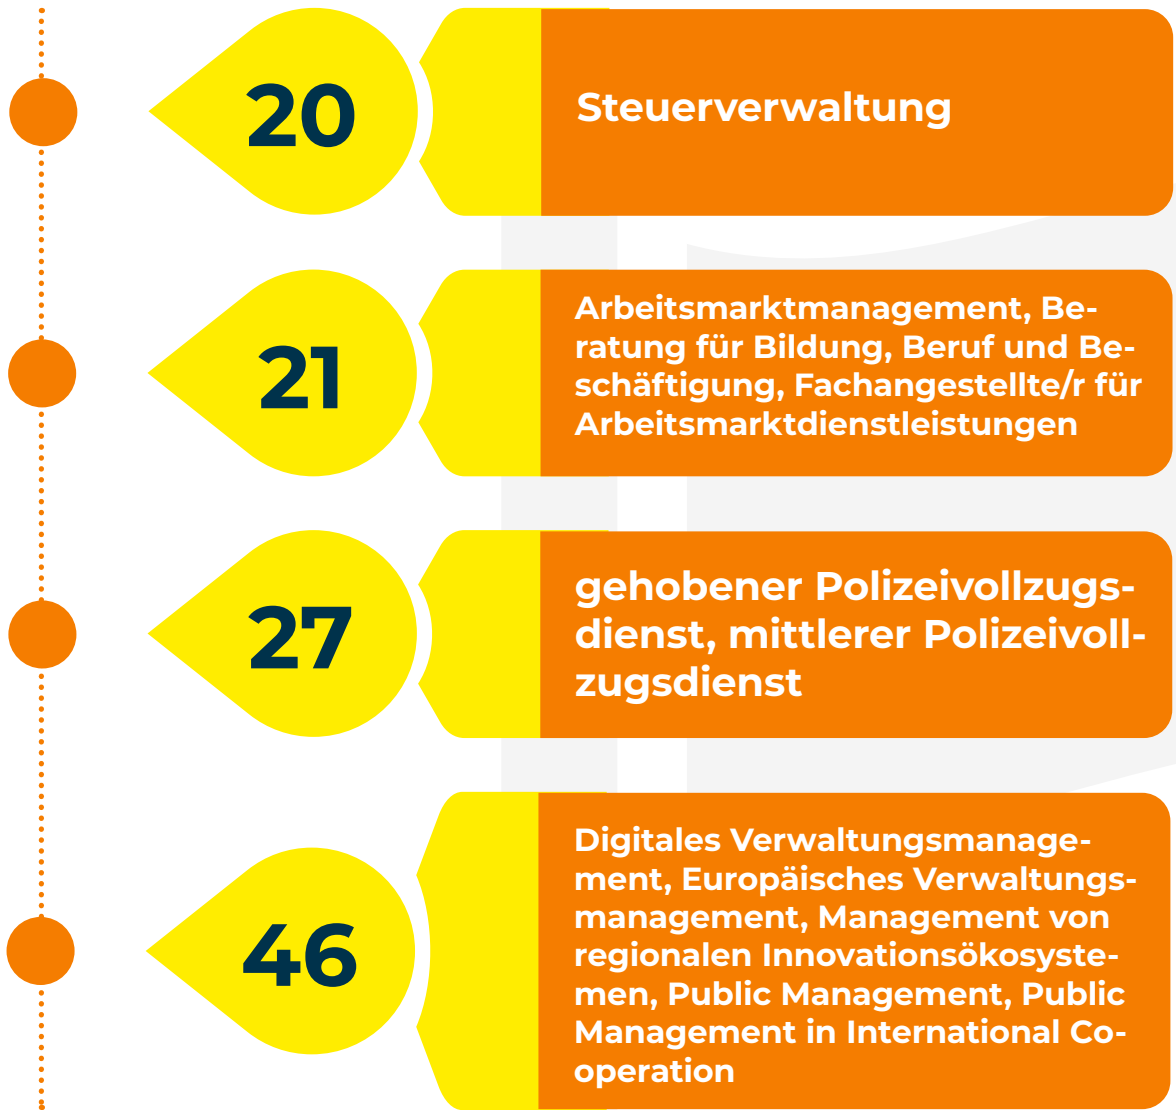 20
Steuerverwaltung
21
Arbeitsmarktmanagement, Be-
ratung für Bildung, Beruf und Be-
schäftigung, Fachangestellte/r für
Arbeitsmarktdienstleistungen
27
gehobener Polizeivollzugs-
dienst, mittlerer Polizeivoll-
zugsdienst
46
Digitales Verwaltungsmanage-
ment, Europäisches Verwaltungs-
management, Management von
regionalen Innovationsökosyste-
men, Public Management, Public
Management in International Co-
operation